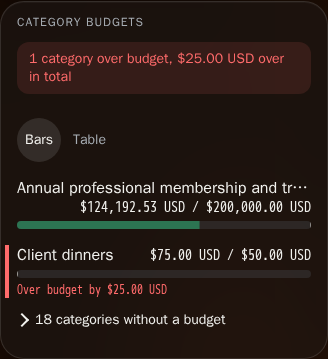 CATEGORY BUDGETS
1 category over budget, $25.00 USD over
in total
Bars
Table
Annual professional membership and tr···
$124,192.53 USD / $200,000.00 USD
Client dinners
$75.00 USD / $50.00 USD
Over budget by $25.00 USD
18 categories without a budget